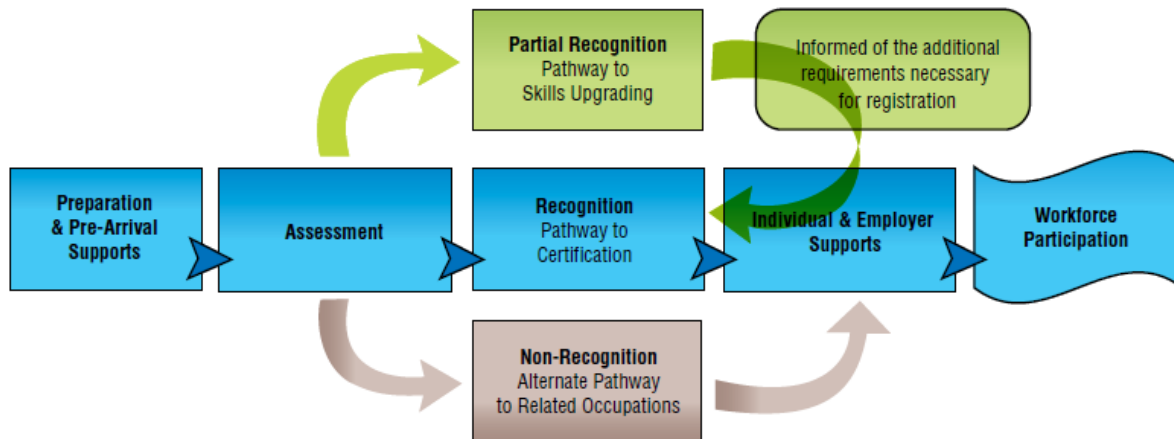 Partial Recognition
Pathway to
Skills Upgrading
Informed of the additional
requirements necessary
for registration
Preparation
& Pre-Arrival
Supports
Assessment
Recognition
Pathway to
Certification
Individual & Employer
Supports
Workforce
Participation
Non-Recognition
Alternate Pathway
to Related Occupations